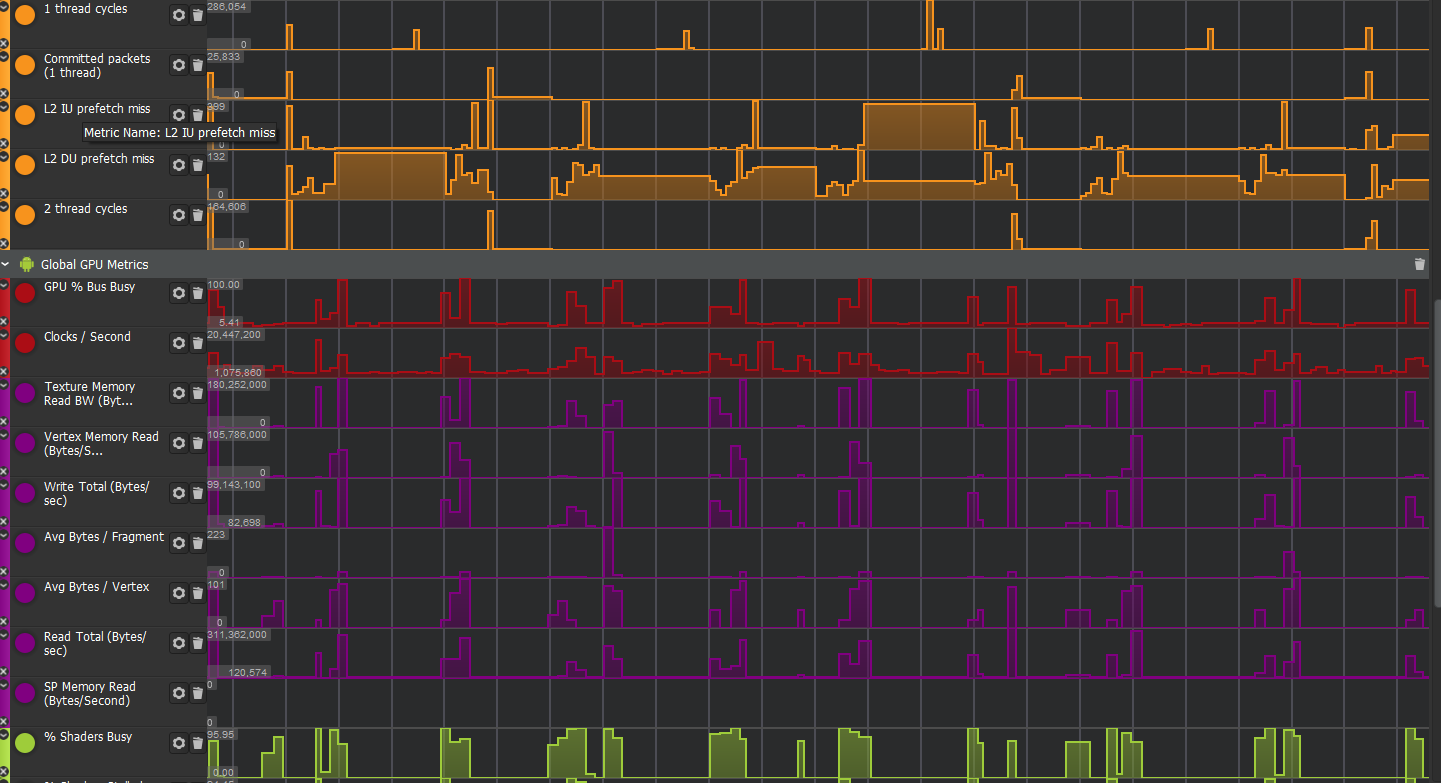 1 thread cycles
286,054
0
Committed packets
(1 thread)
25,833
0
L2 IU prefetch miss
399
Metric Name: L2 IU prefetch miss
0
L2 DU prefetch miss
132
0
2 thread cycles
484,606
0
Global GPU Metrics
GPU % Bus Busy
100.00
5.41
Clocks / Second
20,447,200
1,075,860
Texture Memory
Read BW (Byt...
180,252,000
0
Vertex Memory Read
(Bytes/S...
105,786,000
0
Write Total (Bytes/
sec)
99,143,100
82,698
Avg Bytes / Fragment
223
0
Avg Bytes / Vertex
101
0
Read Total (Bytes/
sec)
311,362,000
120,574
SP Memory Read
(Bytes/Second)
0
0
% Shaders Busy
95.95
0.00